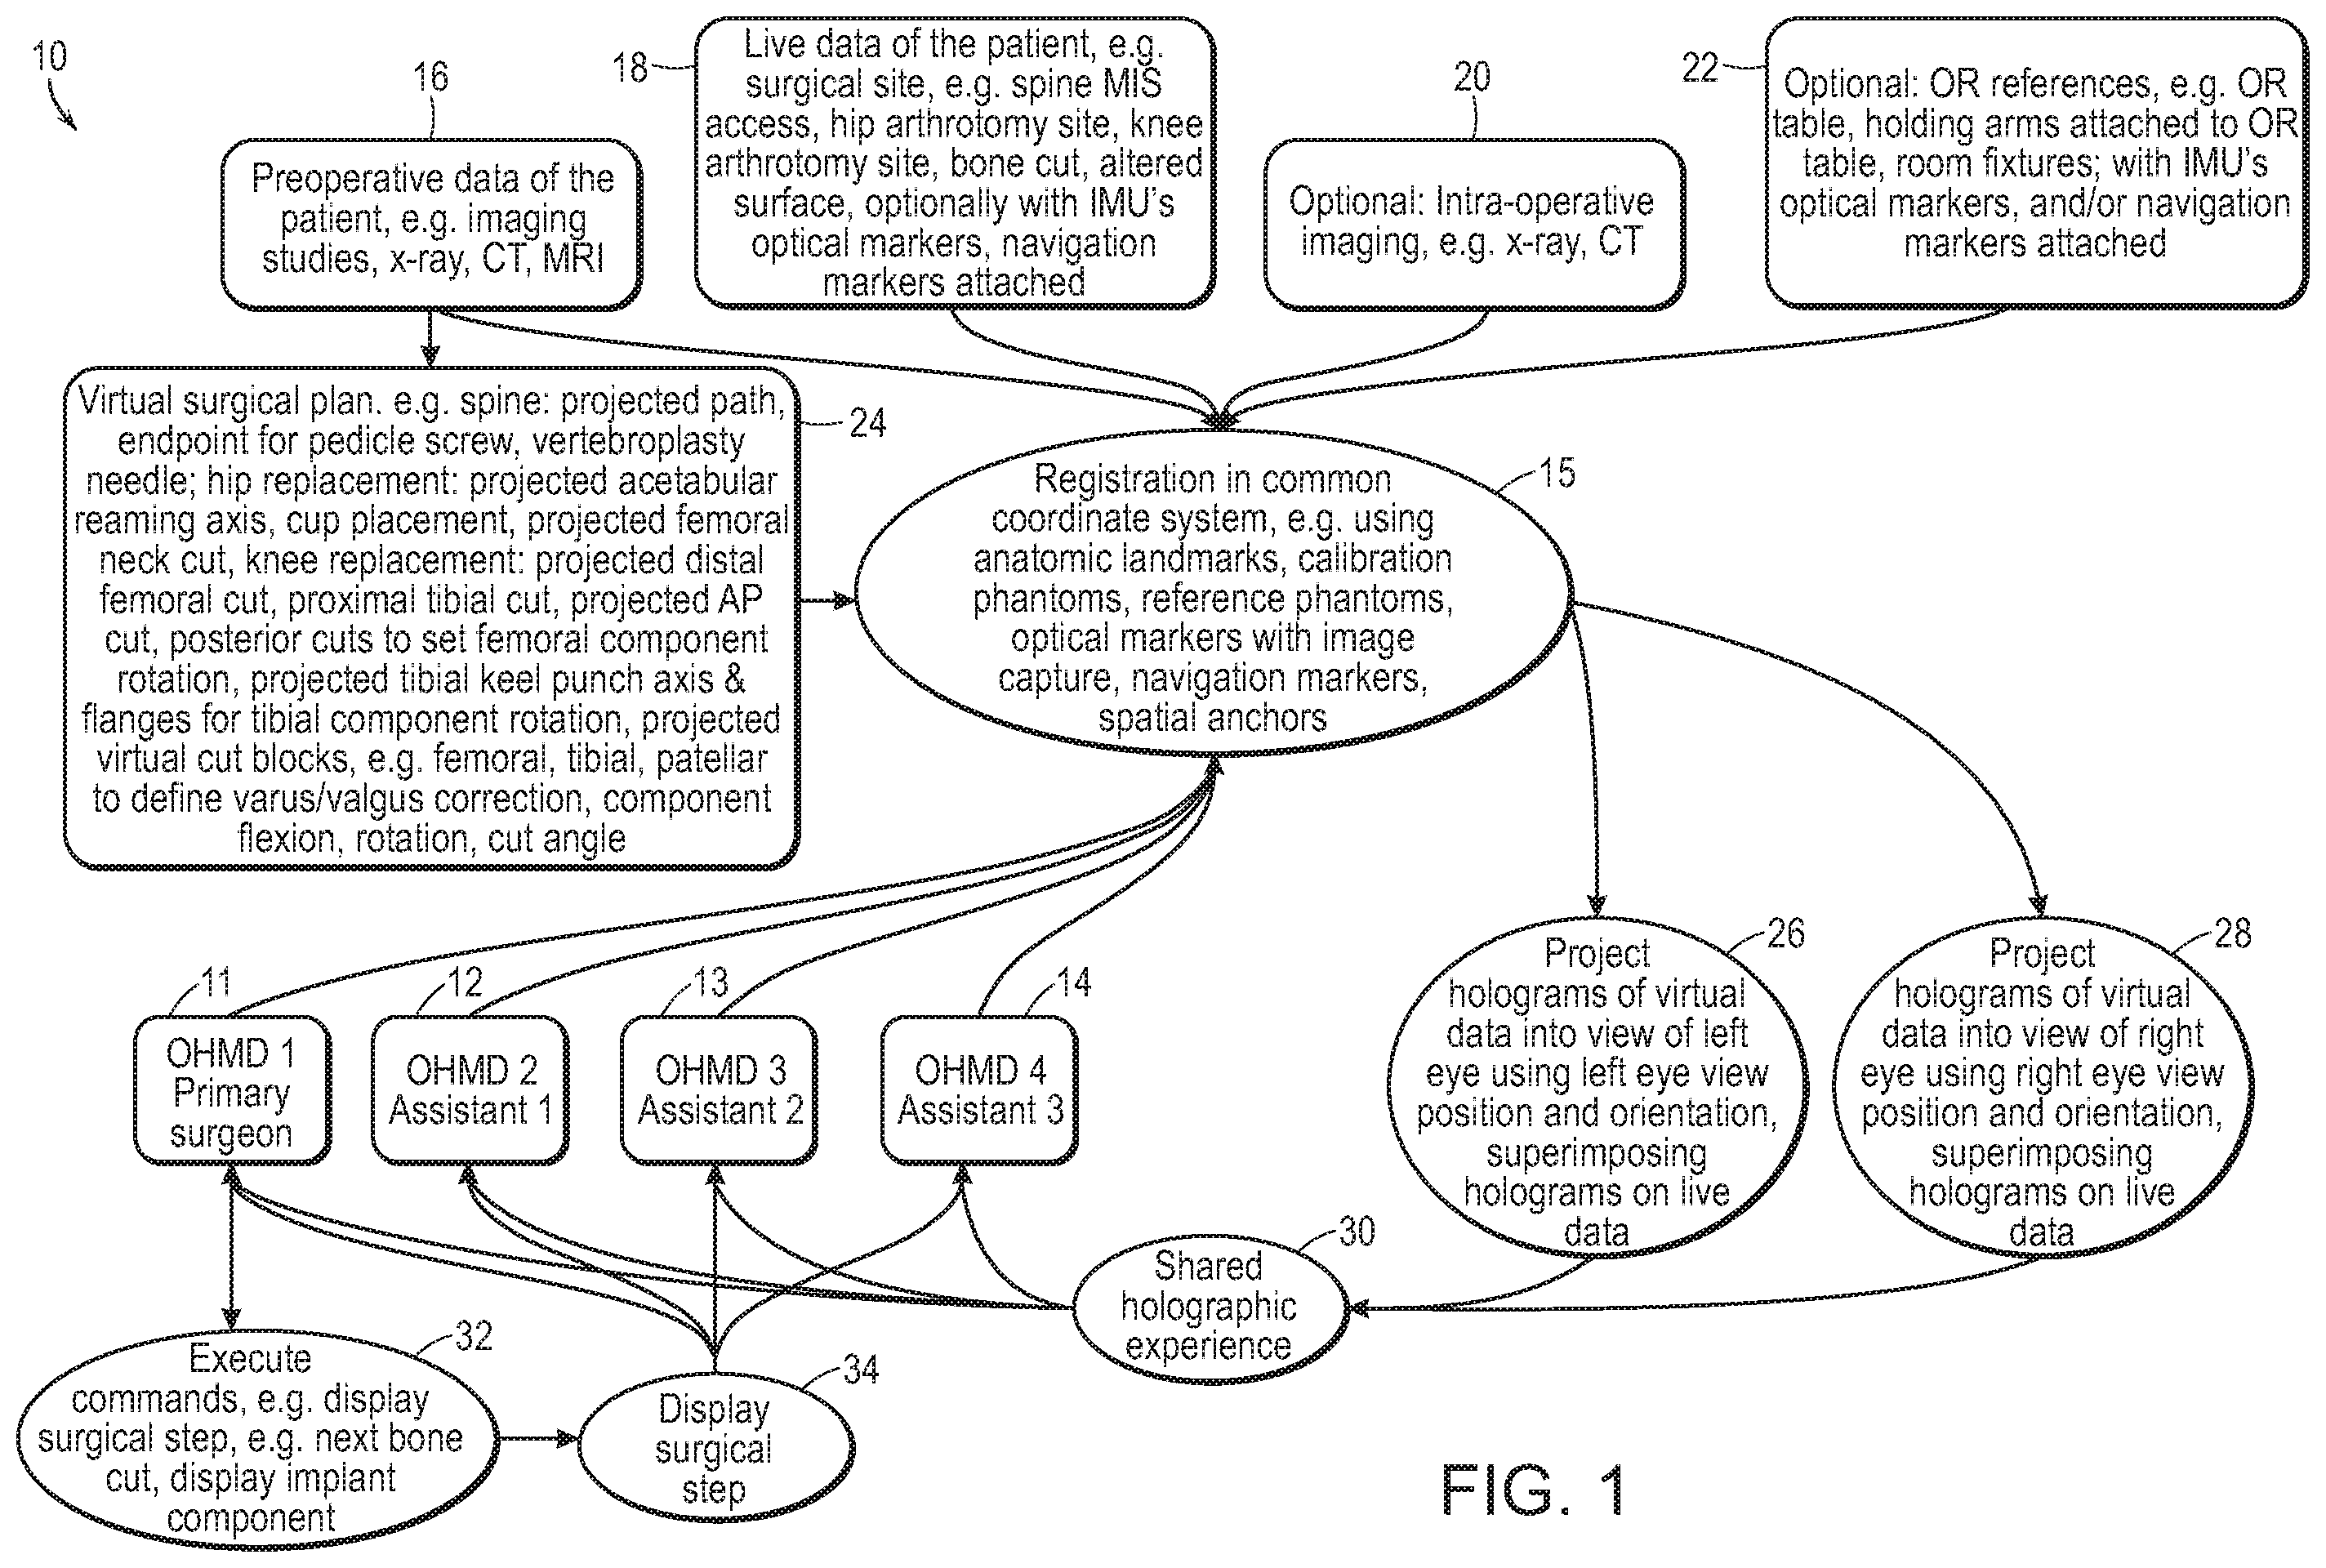 10
16
Preoperative data of the
patient, e.g. imaging
studies, x-ray, CT, MRI
18
Live data of the patient, e.g.
surgical site, e.g. spine MIS
access, hip arthrotomy site, knee
arthrotomy site, bone cut, altered
surface, optionally with IMU's
optical markers, navigation
markers attached
20
Optional: Intra-operative
imaging, e.g. x-ray, CT
22
Optional: OR references, e.g. OR
table, holding arms attached to OR
table, room fixtures; with IMU's
optical markers, and/or navigation
markers attached
Virtual surgical plan. e.g. spine: projected path,
endpoint for pedicle screw, vertebroplasty
needle; hip replacement: projected acetabular
reaming axis, cup placement, projected femoral
neck cut, knee replacement: projected distal
femoral cut, proximal tibial cut, projected AP
cut, posterior cuts to set femoral component
rotation, projected tibial keel punch axis &
flanges for tibial component rotation, projected
virtual cut blocks, e.g. femoral, tibial, patellar
to define varus/valgus correction, component
flexion, rotation, cut angle
24
Registration in common
coordinate system, e.g. using
anatomic landmarks, calibration
phantoms, reference phantoms,
optical markers with image
capture, navigation markers,
spatial anchors
15
11
OHMD 1
Primary
surgeon
12
OHMD 2
Assistant 1
13
OHMD 3
Assistant 2
14
OHMD 4
Assistant 3
26
Project
holograms of virtual
data into view of left
eye using left eye view
position and orientation,
superimposing
holograms on live
data
28
Project
holograms of virtual
data into view of right
eye using right eye view
position and orientation,
superimposing
holograms on live
data
30
Shared
holographic
experience
32
Execute
commands, e.g. display
surgical step, e.g. next bone
cut, display implant
component
34
Display
surgical
step
FIG. 1